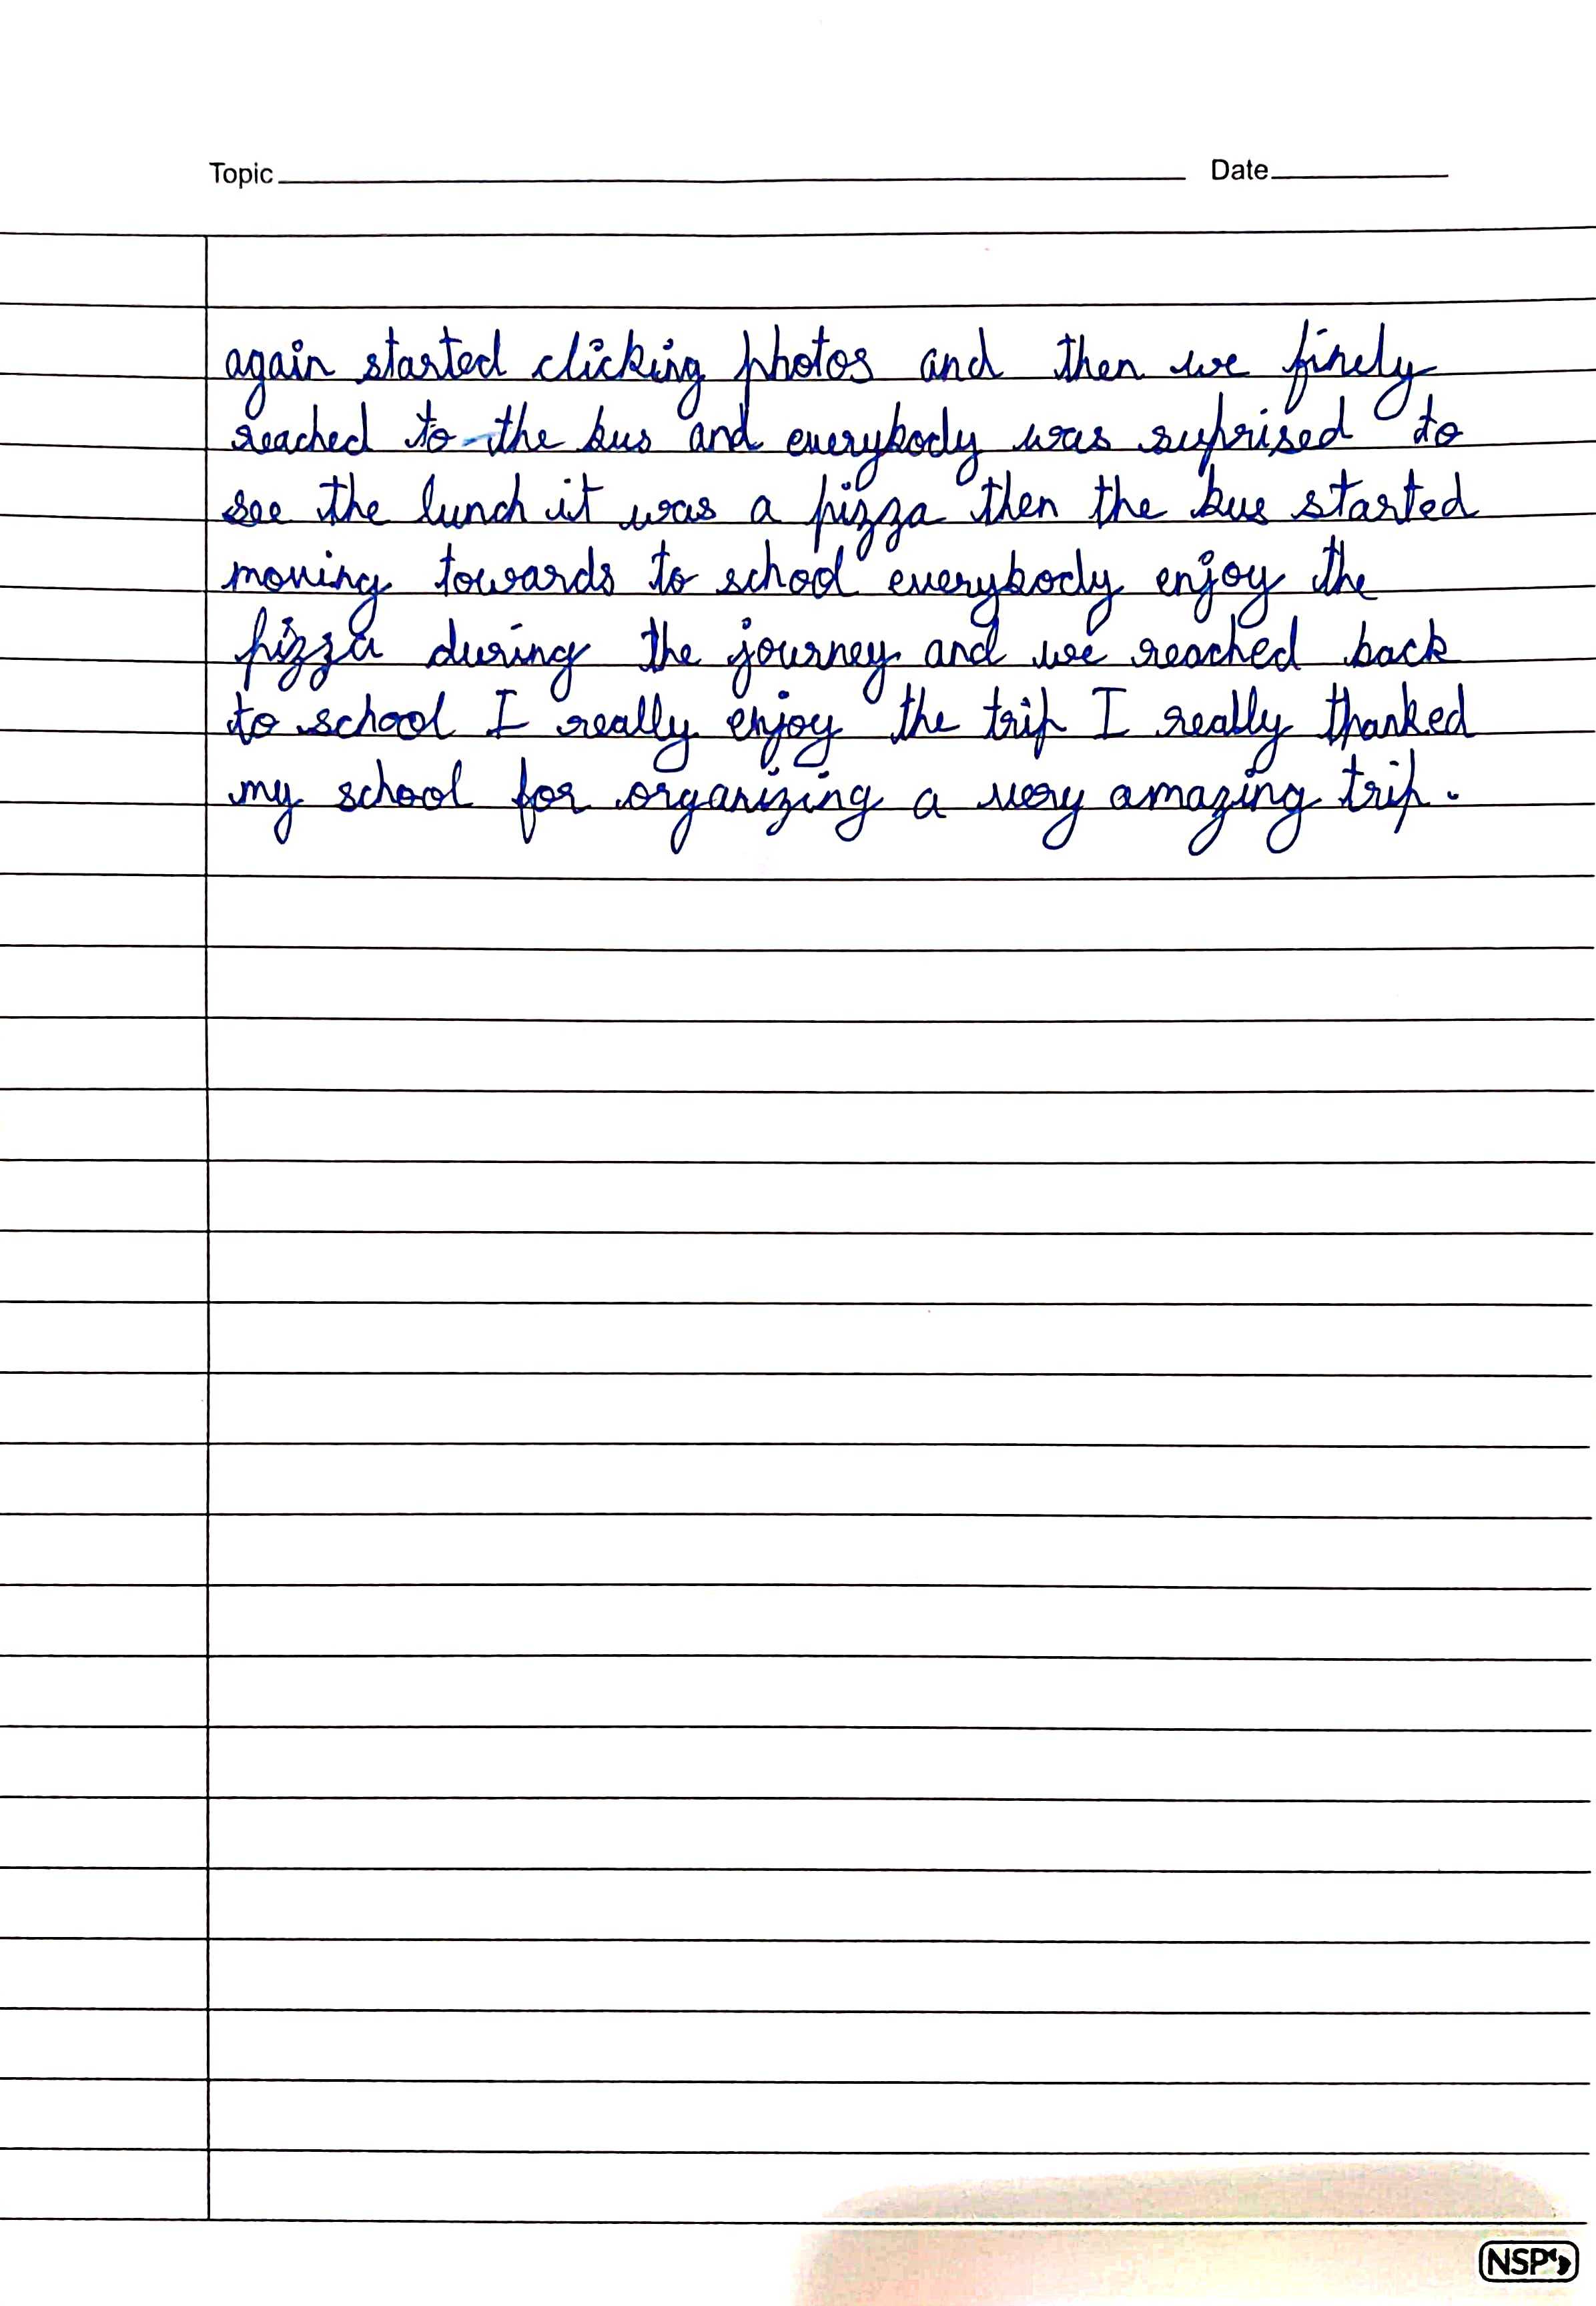 Topic Date
again started clicking photos and then we finely
reached to the bus and everybody was suprised to
see the lunch it was a pizza then the bus started
moving towards to school everybody enjoy the
pizza during the journey and we reached back
to school I really enjoy the trip I really thanked
my school for organizing a very amazing trip.
NSP